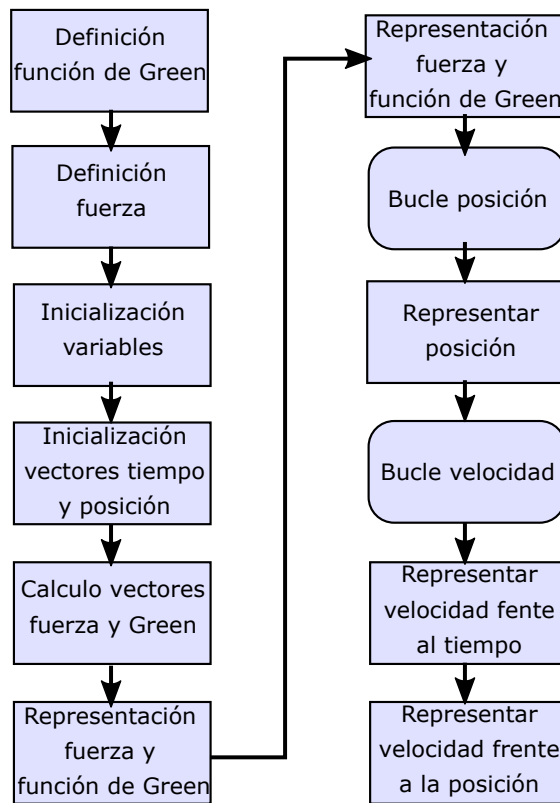 Definición
función de Green
Definición
fuerza
Inicialización
variables
Inicialización
vectores tiempo
y posición
Calculo vectores
fuerza y Green
Representación
fuerza y
función de Green
Representación
fuerza y
función de Green
Bucle posición
Representar
posición
Bucle velocidad
Representar
velocidad fente
al tiempo
Representar
velocidad frente
a la posición